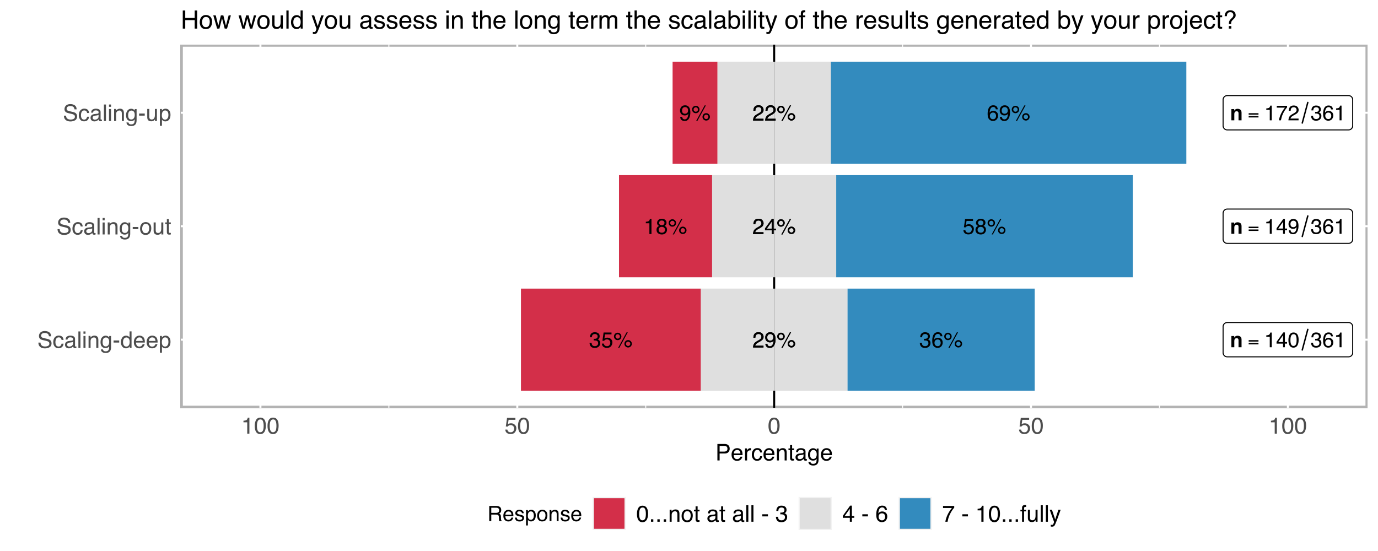 How would you assess in the long term the scalability of the results generated by your project?
Scaling-up
9%
22%
69%
n = 172/361
Scaling-out
18%
24%
58%
n = 149/361
Scaling-deep
35%
29%
36%
n = 140/361
100
50
0
50
100
Percentage
Response
0...not at all - 3
4 - 6
7 - 10...fully